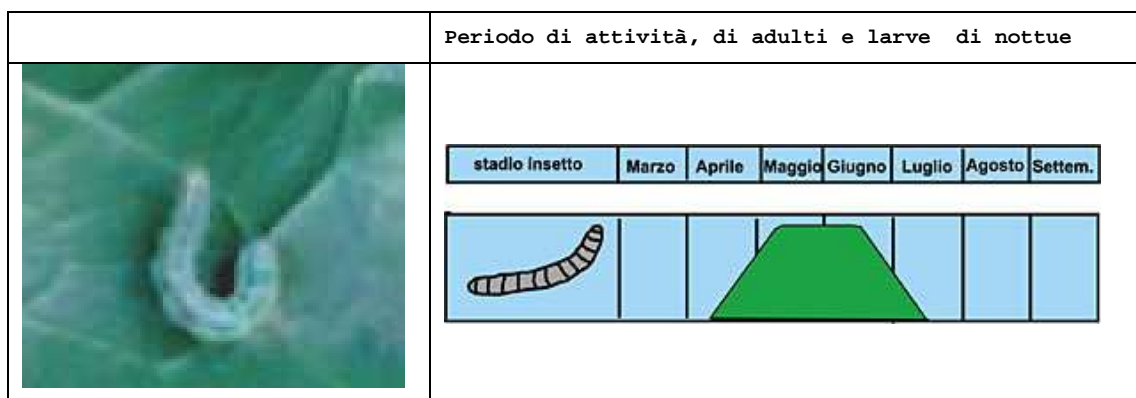 Periodo di attività, di adulti e larve di nottue
stadio insetto Marzo Aprile Maggio Giugno Luglio Agosto Settem.